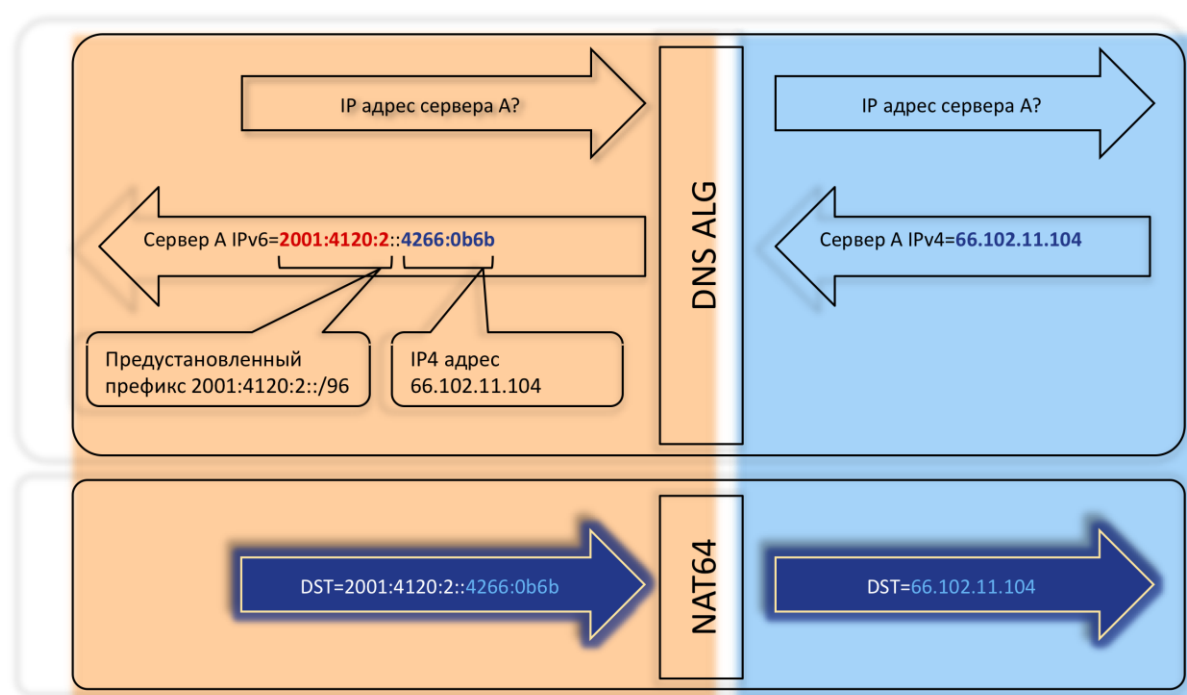 IP адрес сервера А?
IP адрес сервера А?
DNS ALG
Сервер А IPv6=2001:4120:2::4266:0b6b
Сервер А IPv4=66.102.11.104
Предустановленный
префикс 2001:4120:2::/96
IP4 адрес
66.102.11.104
NAT64
DST=2001:4120:2::4266:0b6b
DST=66.102.11.104